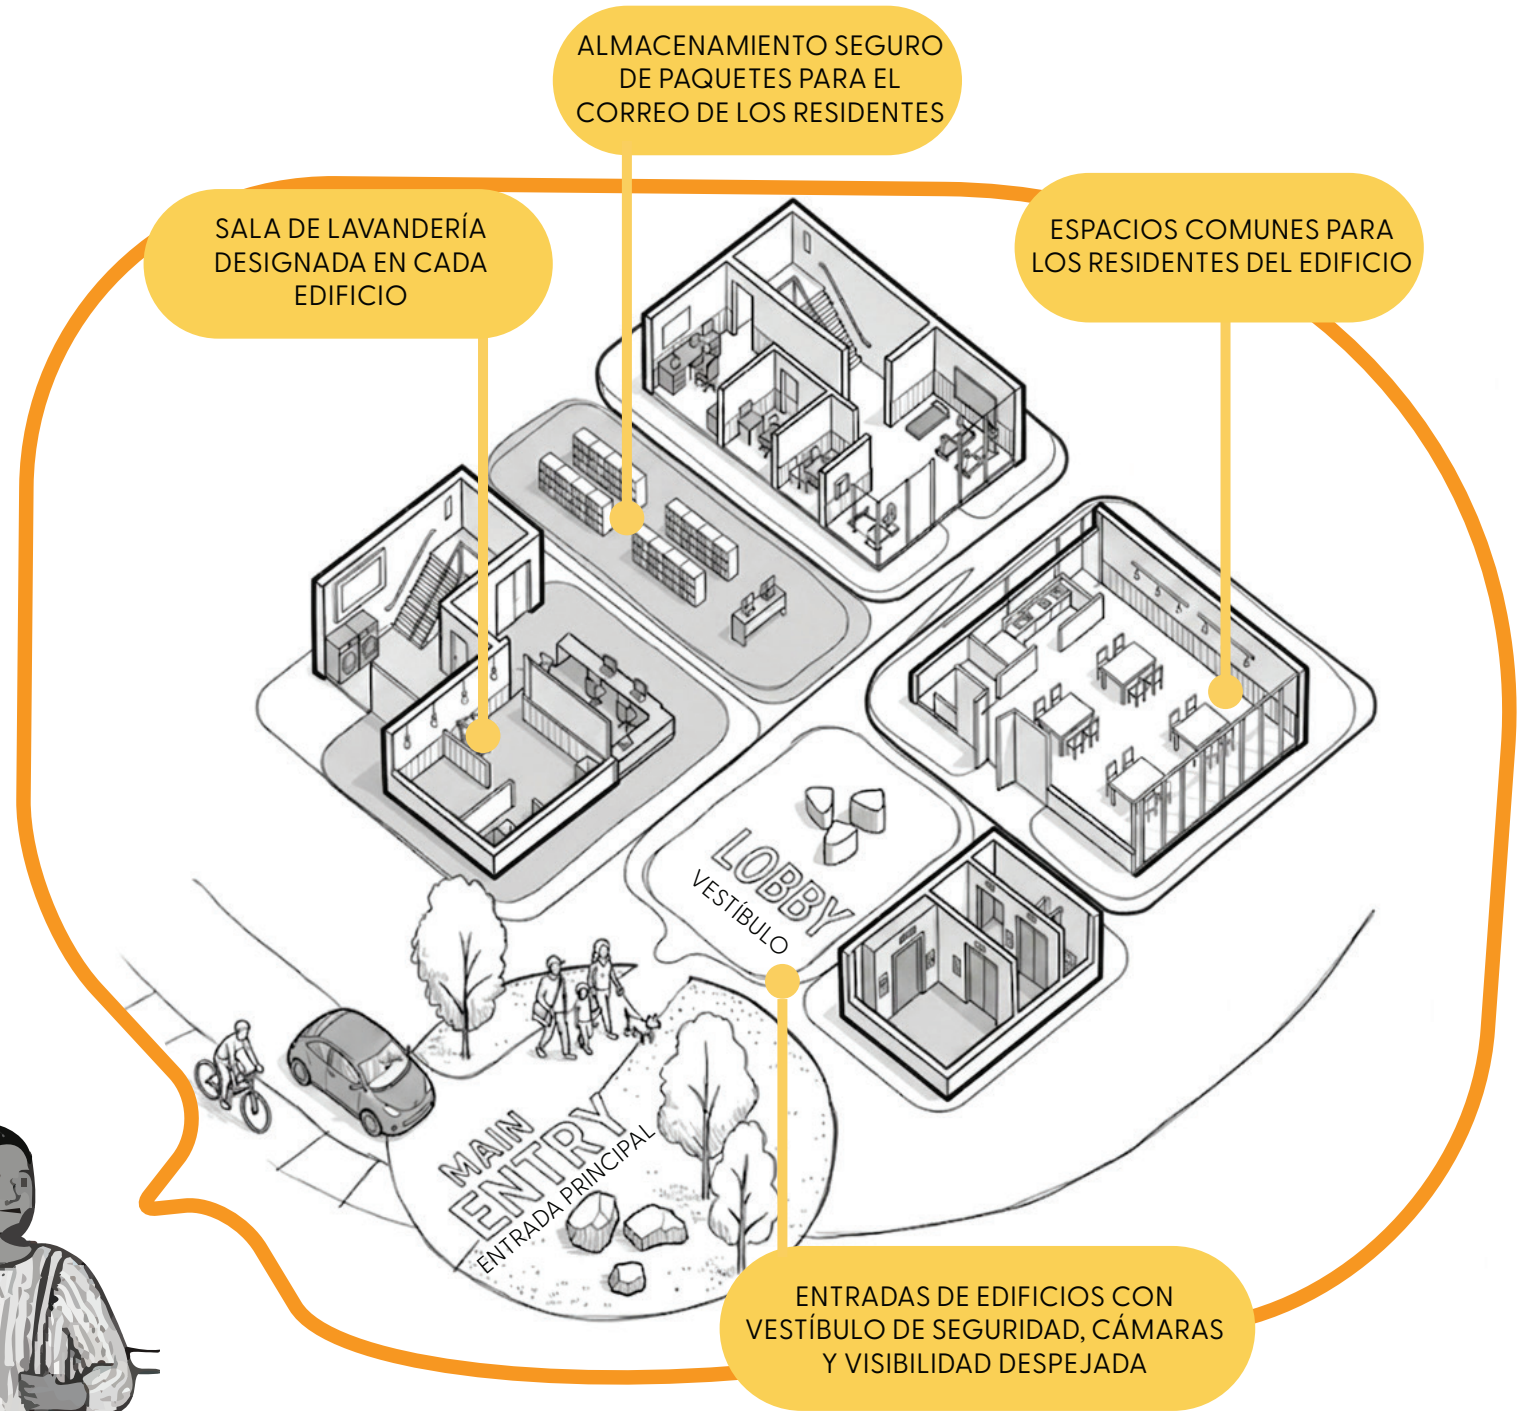 ALMACENAMIENTO SEGURO
DE PAQUETES PARA EL
CORREO DE LOS RESIDENTES
SALA DE LAVANDERÍA
DESIGNADA EN CADA
EDIFICIO
ESPACIOS COMUNES PARA
LOS RESIDENTES DEL EDIFICIO
LOBBY
VESTÍBULO
MAIN
ENTRY
ENTRADA PRINCIPAL
ENTRADAS DE EDIFICIOS CON
VESTÍBULO DE SEGURIDAD, CÁMARAS
Y VISIBILIDAD DESPEJADA